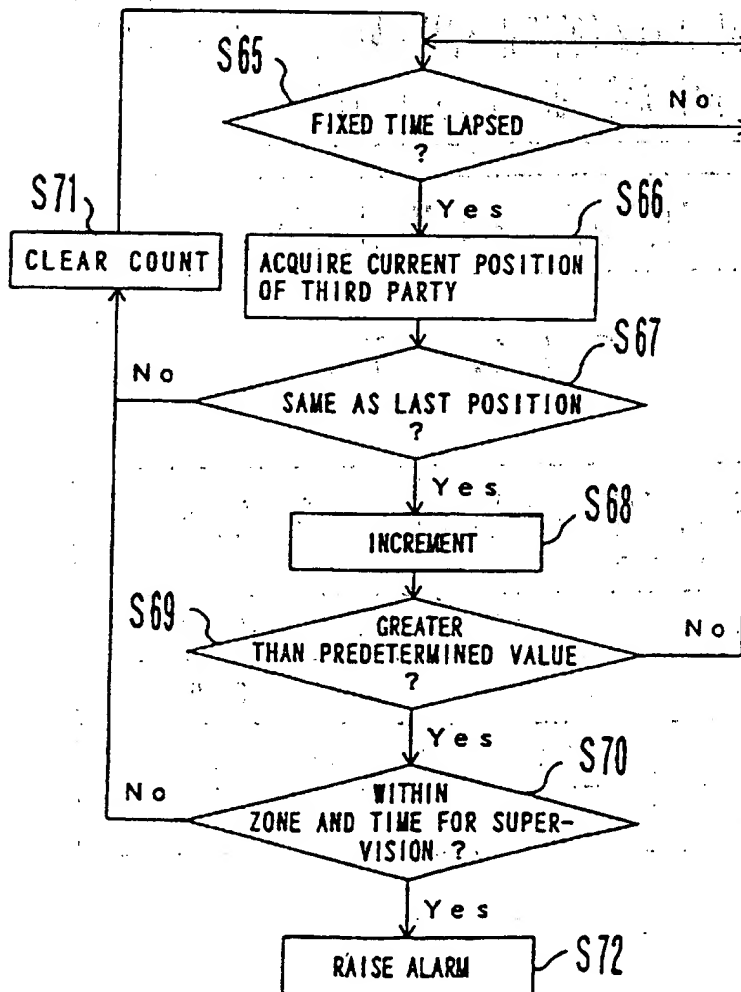 S65
FIXED TIME LAPSED
?
No
Yes
S71
CLEAR COUNT
S66
ACQUIRE CURRENT POSITION
OF THIRD PARTY
S67
No
SAME AS LAST POSITION
?
Yes
S68
INCREMENT
S69
GREATER
THAN PREDETERMINED VALUE
?
No
Yes
S70
No
WITHIN
ZONE AND TIME FOR SUPER-
VISION ?
Yes
RAISE ALARM
S72